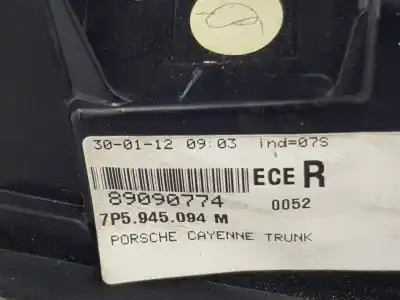 30-01-12 09:03 ind=07S
ECE R
89090774 0052
7P5.945.094 M
PORSCHE CAYENNE TRUNK